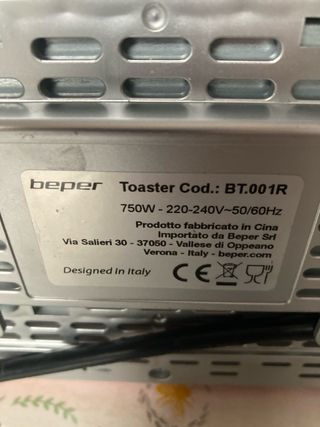 beper Toaster Cod.: BT.001R
750W - 220-240V~50/60Hz
Prodotto fabbricato in Cina
Importato da Beper Srl
Via Salieri 30 - 37050 - Vallese di Oppeano
Verona - Italy - beper.com
Designed in Italy CE